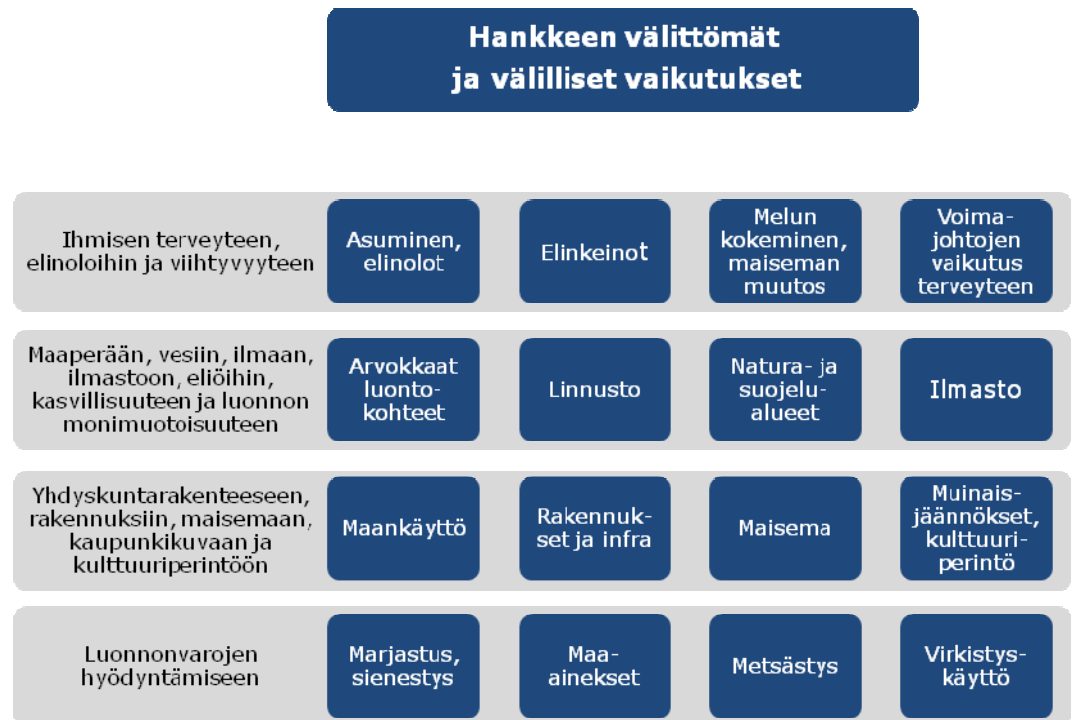 Hankkeen välittömät
ja välilliset vaikutukset
Ihmisen terveyteen,
elinoloihin ja viihtyvyyteen
Asuminen,
elinolot
Elinkeinot
Melun
kokeminen,
maiseman
muutos
Voima-
johtojen
vaikutus
terveyteen
Maaperään, vesiin, ilmaan,
ilmastoon, eliöihin,
kasvillisuuteen ja luonnon
monimuotoisuuteen
Arvokkaat
luonto-
kohteet
Linnusto
Natura- ja
suojelu-
alueet
Ilmasto
Yhdyskuntarakenteeseen,
rakennuksiin, maisemaan,
kaupunkikuvaan ja
kulttuuriperintöön
Maankäyttö
Rakennuk-
set ja infra
Maisema
Muinais-
jäännökset,
kulttuuri-
perintö
Luonnonvarojen
hyödyntämiseen
Marjastus,
sienestys
Maa-
ainekset
Metsästys
Virkistys-
käyttö